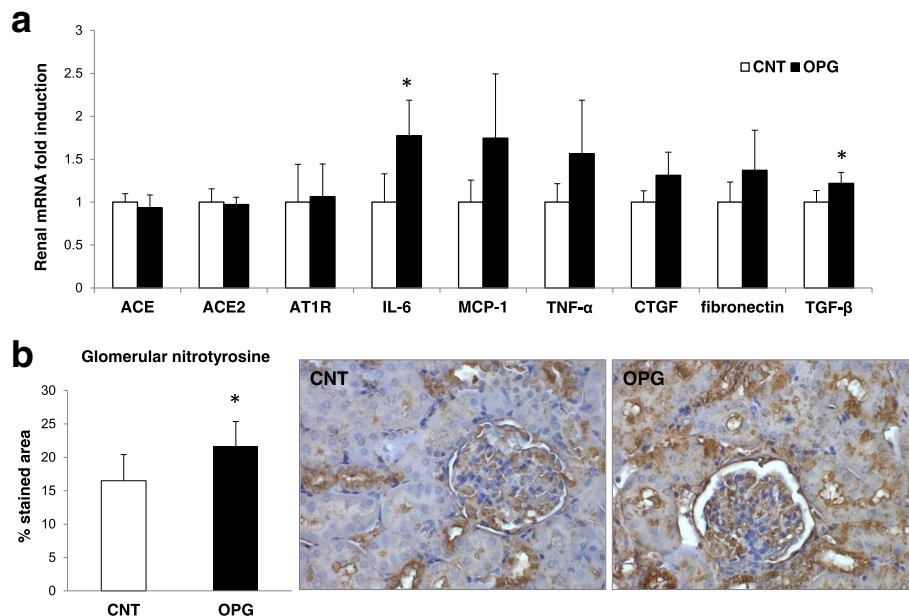 a
Renal mRNA fold induction
3
2.5
2
1.5
1
0.5
0
CNT OPG
*
*
ACE ACE2 AT1R IL-6 MCP-1 TNF-α CTGF fibronectin TGF-β
b
Glomerular nitrotyrosine
% stained area
30
25
20
15
10
5
0
*
CNT OPG
CNT
OPG